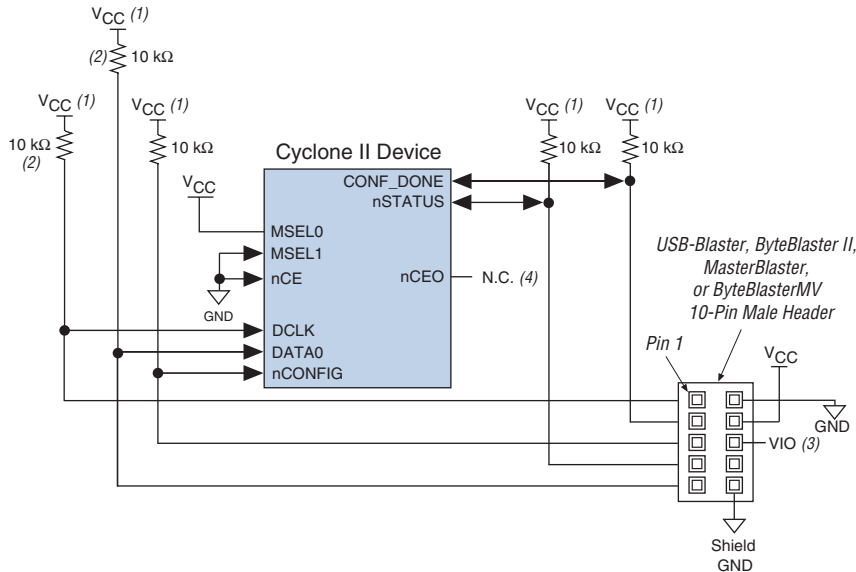 VCC (1)
(2) 10 kΩ
VCC (1)
VCC (1)
VCC (1)
VCC (1)
10 kΩ
(2)
10 kΩ
10 kΩ
10 kΩ
Cyclone II Device
VCC
CONF_DONE
nSTATUS
MSEL0
MSEL1
nCE
nCEO
N.C. (4)
GND
DCLK
DATA0
nCONFIG
USB-Blaster, ByteBlaster II,
MasterBlaster,
or ByteBlasterMV
10-Pin Male Header
Pin 1
VCC
GND
VIO (3)
Shield
GND